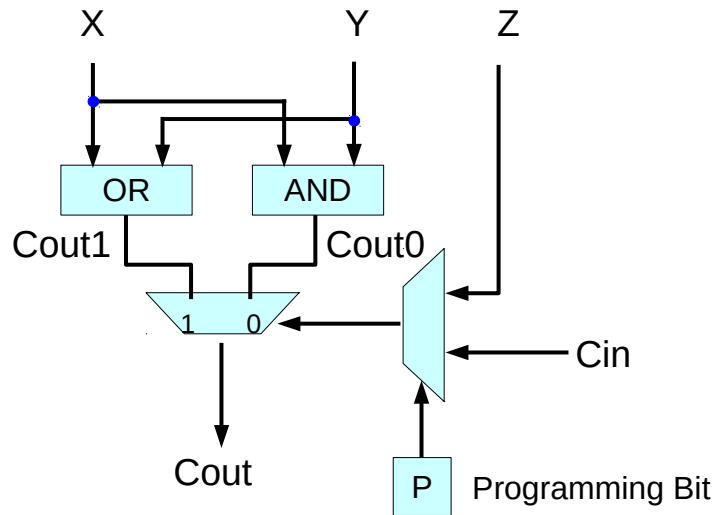 X Y Z
OR AND
Cout1 Cout0
1 0
Cin
Cout
P Programming Bit